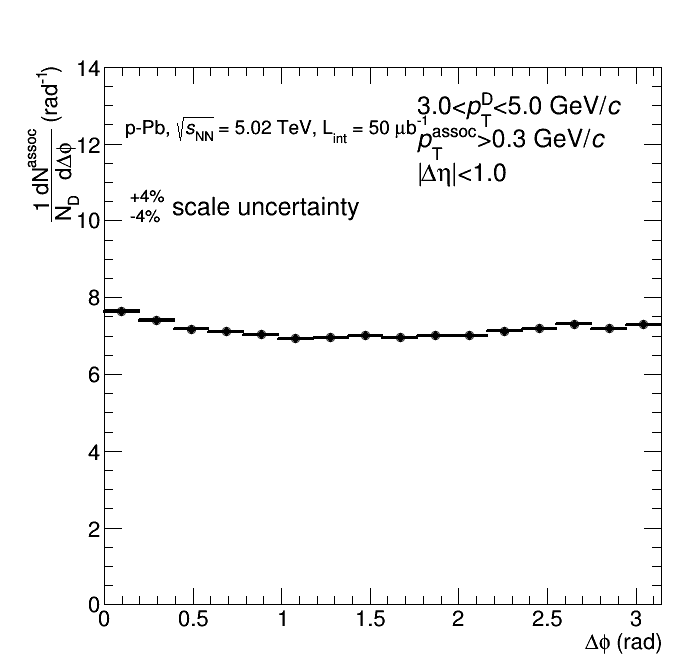 14
12
10
8
6
4
2
0
1 dN^assoc
N_D dΔϕ (rad⁻¹)
p-Pb, √s_NN = 5.02 TeV, L_int = 50 μb⁻¹
3.0<p_T^D<5.0 GeV/c
p_T^assoc>0.3 GeV/c
|Δη|<1.0
+4%
-4% scale uncertainty
0 0.5 1 1.5 2 2.5 3
Δϕ (rad)